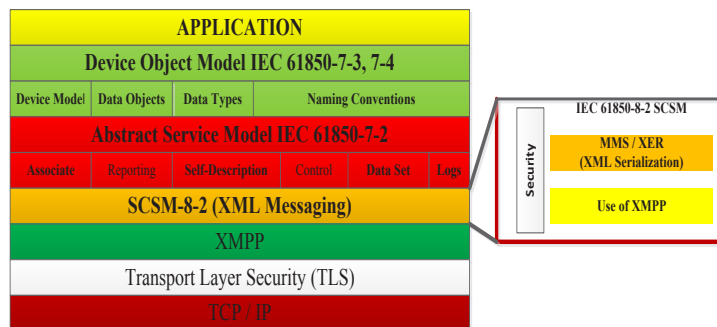 APPLICATION
Device Object Model IEC 61850-7-3, 7-4
Device Model Data Objects Data Types Naming Conventions
Abstract Service Model IEC 61850-7-2
Associate Reporting Self-Description Control Data Set Logs
SCSM-8-2 (XML Messaging)
XMPP
Transport Layer Security (TLS)
TCP / IP
IEC 61850-8-2 SCSM
Security
MMS / XER
(XML Serialization)
Use of XMPP